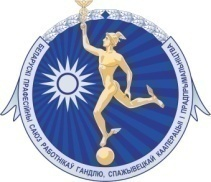 БЕЛАРУСКІ ПРАФЕСІЙНЫ САЮЗ РАБОТНІКАЎ ГАНДЛЮ, СПАЖЫВЕЦКАЙ КААПЕРАЦЫІ І ПРАДПРЫМАЛЬНІЦТВА